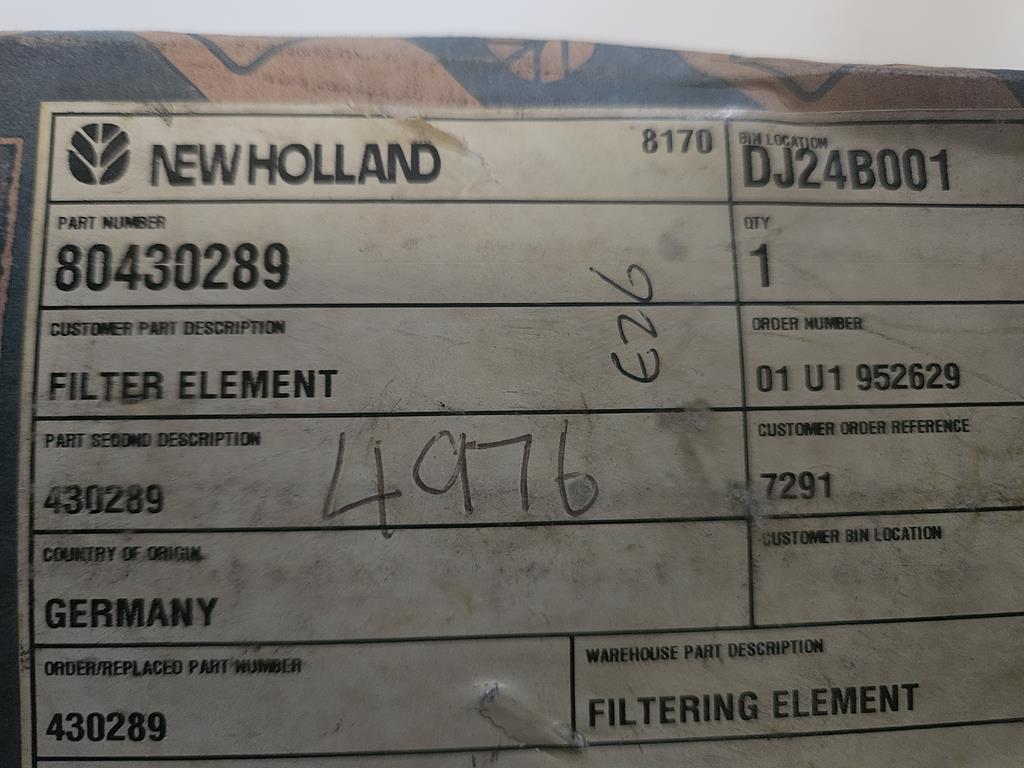 NEW HOLLAND
8170
BIN LOCATION
DJ24B001
PART NUMBER
80430289
QTY
1
CUSTOMER PART DESCRIPTION
FILTER ELEMENT
E26
ORDER NUMBER
01 U1 952629
PART SECOND DESCRIPTION
430289
4976
CUSTOMER ORDER REFERENCE
7291
COUNTRY OF ORIGIN
GERMANY
CUSTOMER BIN LOCATION
ORDER/REPLACED PART NUMBER
430289
WAREHOUSE PART DESCRIPTION
FILTERING ELEMENT